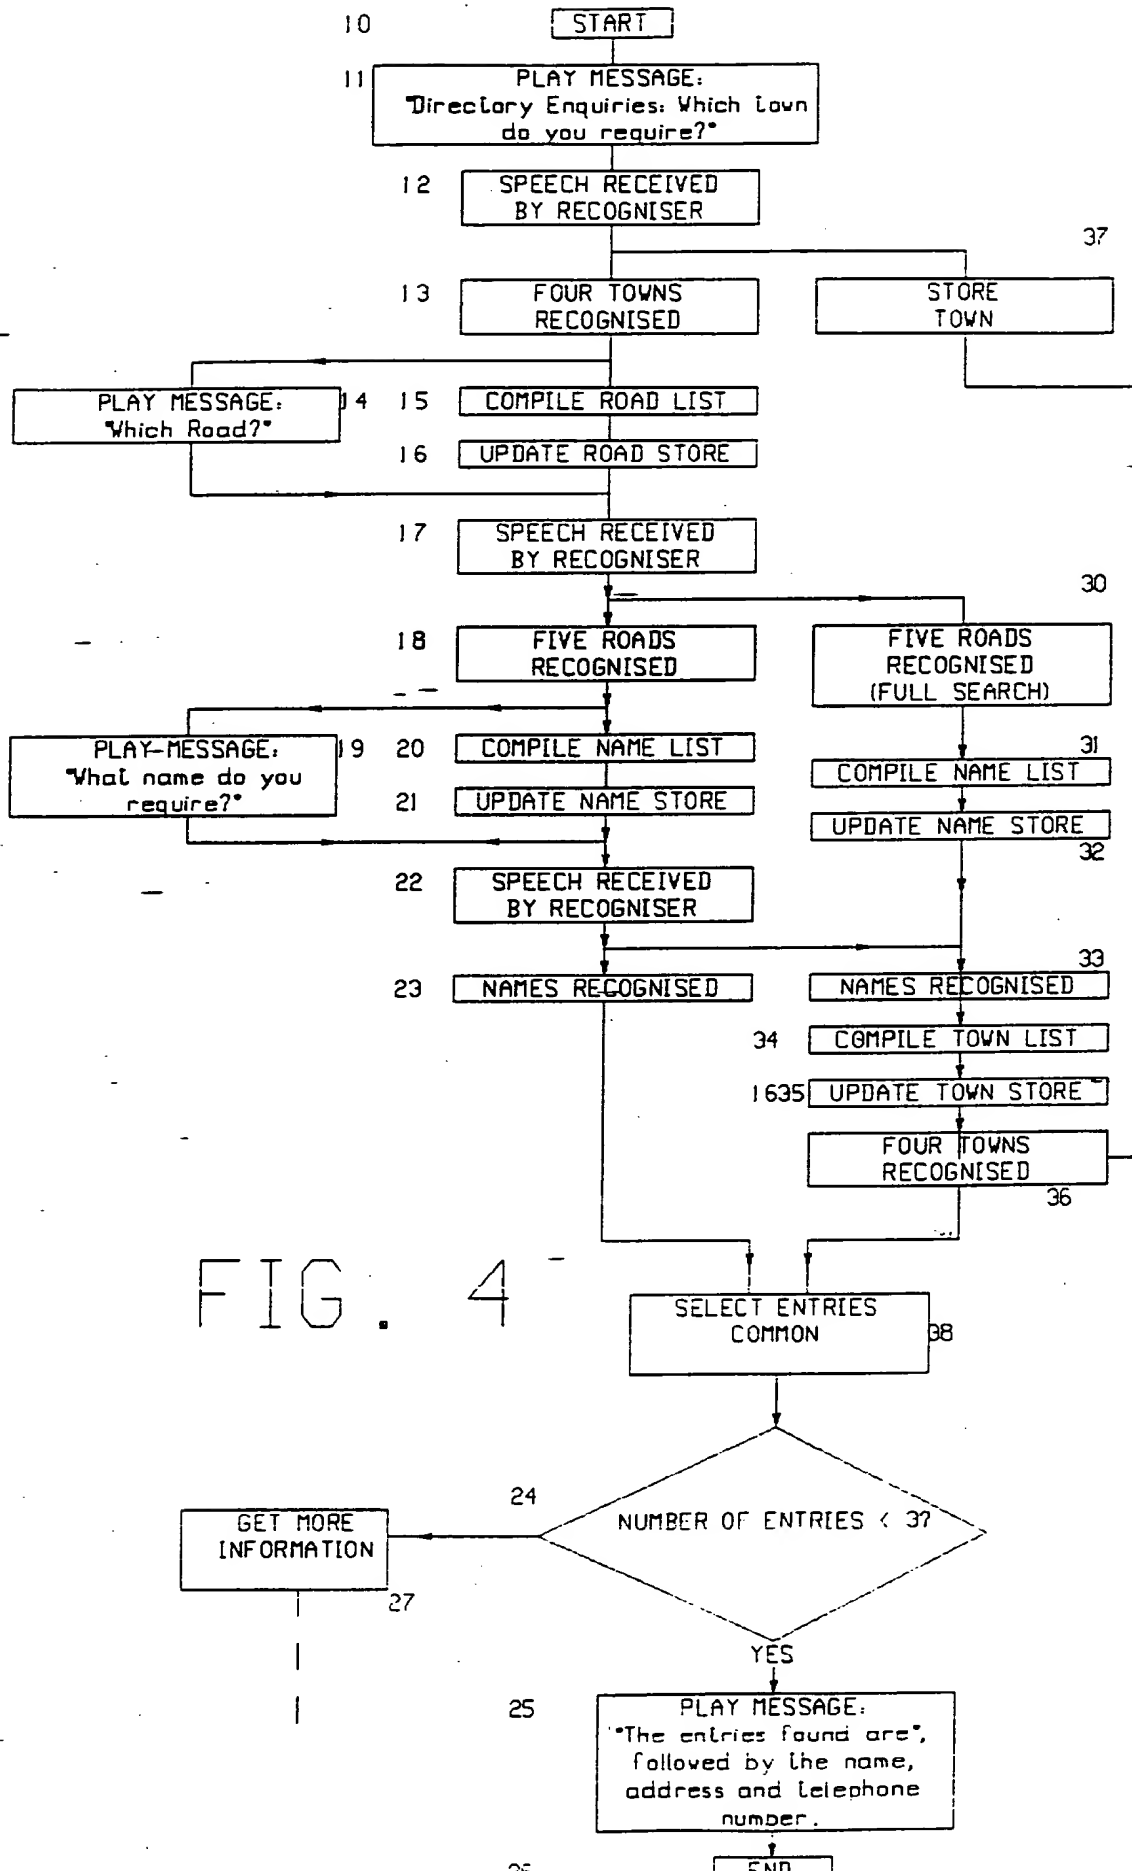 10 START
11 PLAY MESSAGE:
"Directory Enquiries: Which town
do you require?"
12 SPEECH RECEIVED
BY RECOGNISER
37
13 FOUR TOWNS
RECOGNISED
STORE
TOWN
PLAY MESSAGE: 14
"Which Road?"
15 COMPILE ROAD LIST
16 UPDATE ROAD STORE
17 SPEECH RECEIVED
BY RECOGNISER
30
18 FIVE ROADS
RECOGNISED
FIVE ROADS
RECOGNISED
(FULL SEARCH)
PLAY-MESSAGE: 19
"What name do you
require?"
20 COMPILE NAME LIST
31
COMPILE NAME LIST
21 UPDATE NAME STORE
UPDATE NAME STORE
32
22 SPEECH RECEIVED
BY RECOGNISER
33
23 NAMES RECOGNISED
NAMES RECOGNISED
34 COMPILE TOWN LIST
1635 UPDATE TOWN STORE
FOUR TOWNS
RECOGNISED
36
FIG. 4
SELECT ENTRIES
COMMON
38
24
NUMBER OF ENTRIES < 3?
GET MORE
INFORMATION
27
YES
25 PLAY MESSAGE:
"The entries found are",
followed by the name,
address and telephone
number.
END